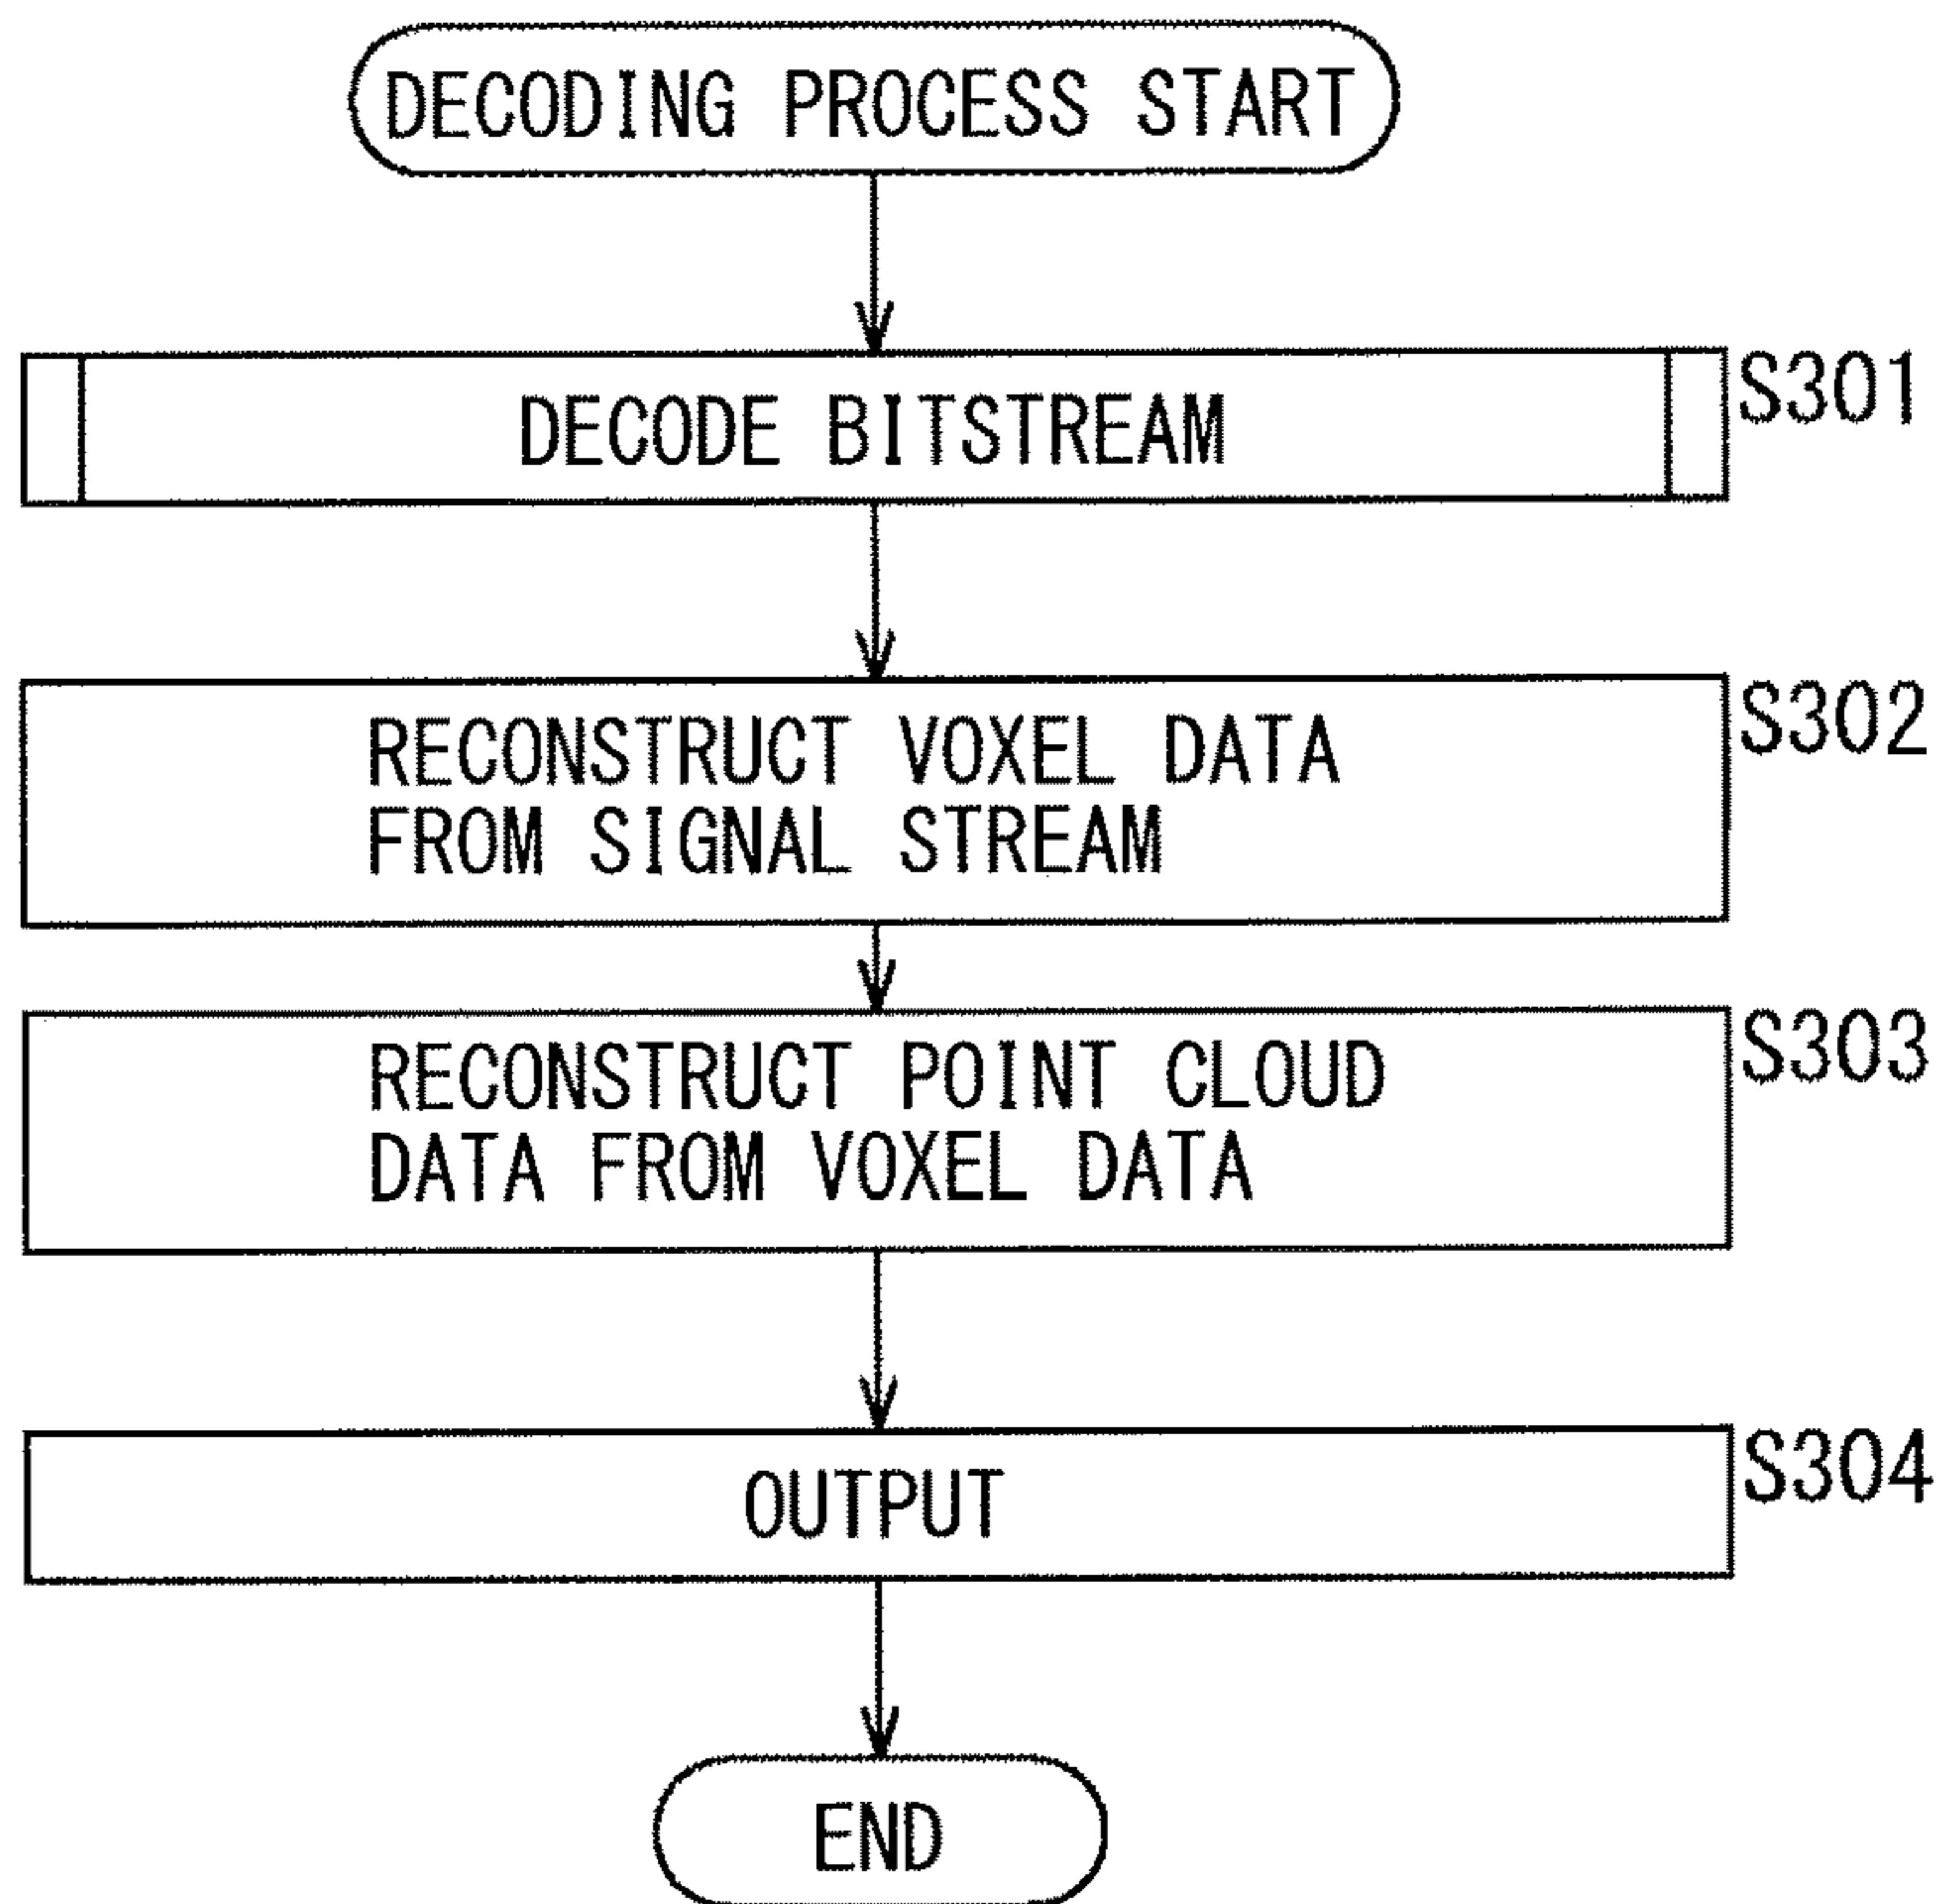 DECODING PROCESS START
DECODE BITSTREAM
S301
RECONSTRUCT VOXEL DATA
FROM SIGNAL STREAM
S302
RECONSTRUCT POINT CLOUD
DATA FROM VOXEL DATA
S303
OUTPUT
S304
END